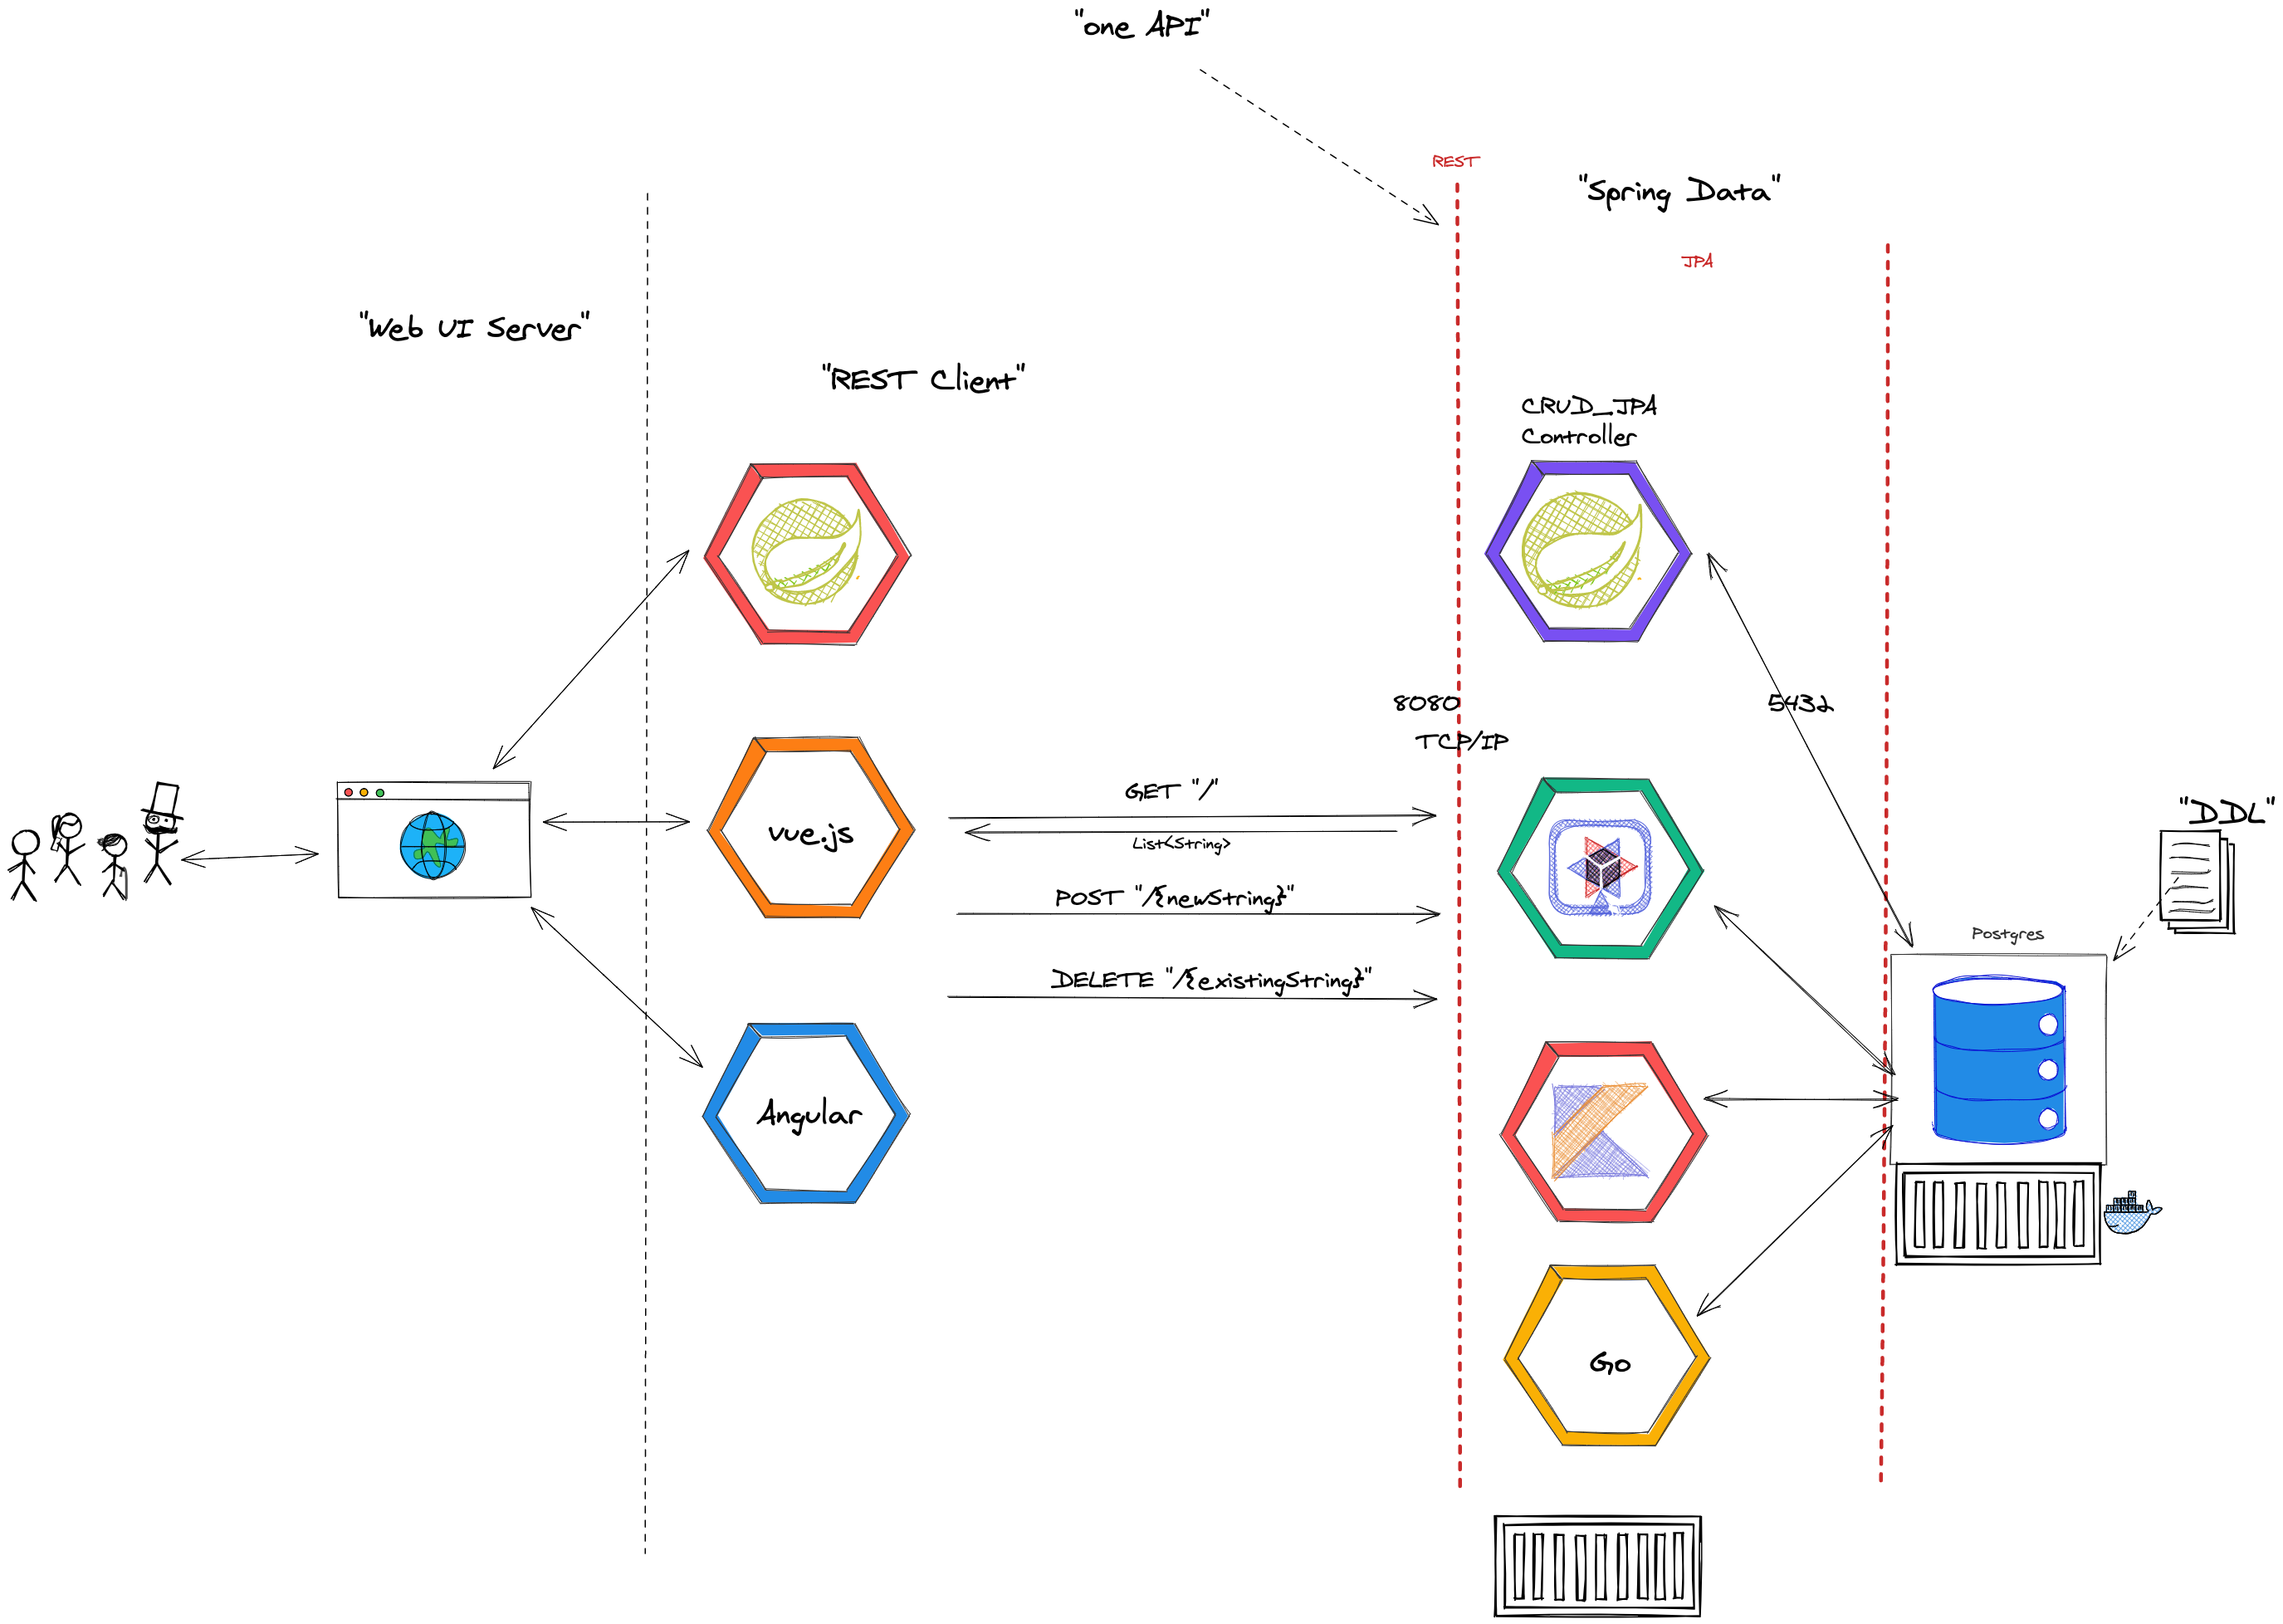 "one API"
REST
"Spring Data"
JPA
"Web UI Server"
"REST Client"
CRUD_JPA
Controller
8080
5432
TCP/IP
GET "/"
List<String>
vue.js
"DDL"
POST "/{newString}"
Postgres
DELETE "/{existingString}"
Angular
Go